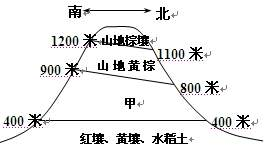 南 北
1200 米 山地棕壤 1100 米
900 米 山 地 黄棕 800 米
甲
400 米 400 米
红壤、黄壤、水稻土